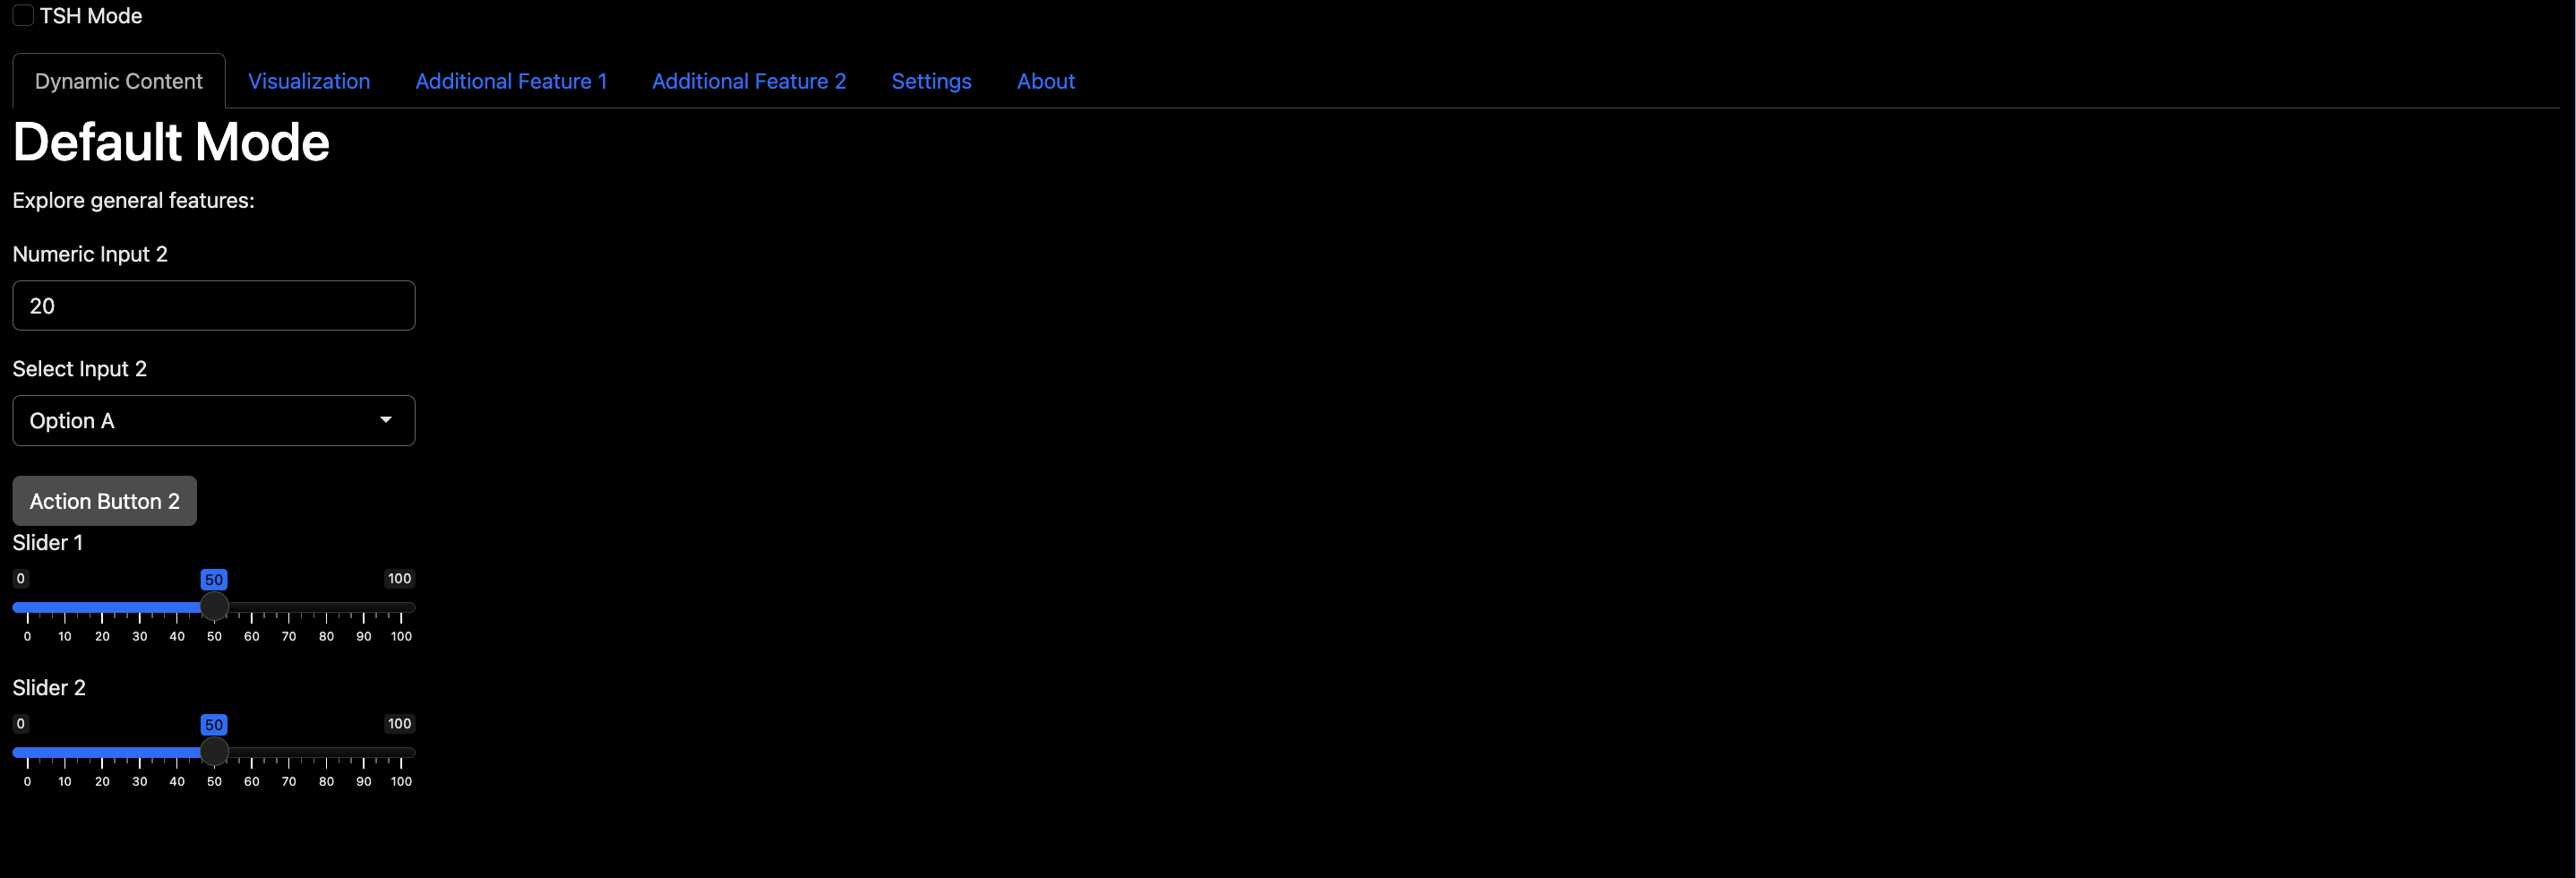 TSH Mode
Dynamic Content Visualization Additional Feature 1 Additional Feature 2 Settings About
Default Mode
Explore general features:
Numeric Input 2
20
Select Input 2
Option A
Action Button 2
Slider 1
0 50 100
0 10 20 30 40 50 60 70 80 90 100
Slider 2
0 50 100
0 10 20 30 40 50 60 70 80 90 100